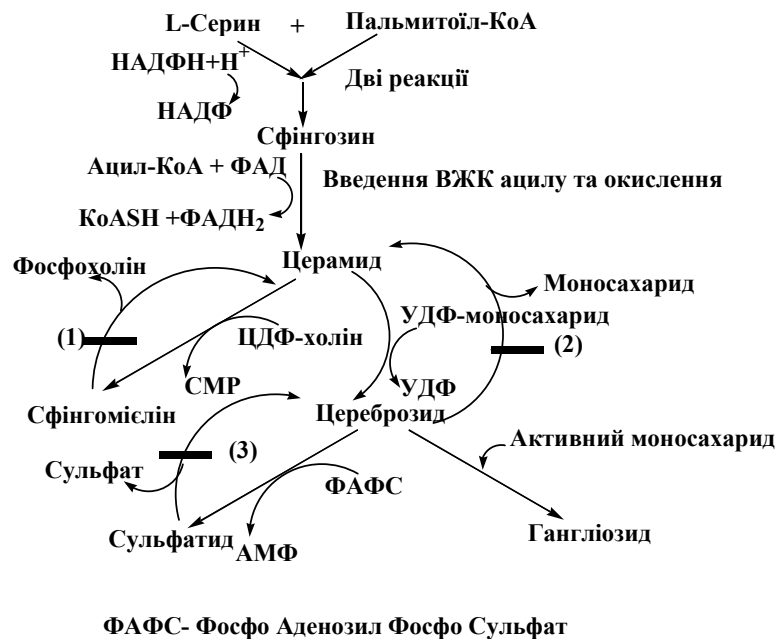 L-Серин + Пальмитоїл-КоА
НАДФН+Н+
Дві реакції
НАДФ
Сфінгозин
Ацил-КоА + ФАД
Введення ВЖК ацилу та окислення
КоАSH +ФАДН2
Церамид
Фосфохолін
Моносахарид
УДФ-моносахарид
(1)
ЦДФ-холін
(2)
СМР
УДФ
Сфінгомієлін
Цереброзид
Активний моносахарид
(3)
Сульфат
ФАФС
Сульфатид
АМФ
Гангліозид
ФАФС- Фосфо Аденозил Фосфо Сульфат